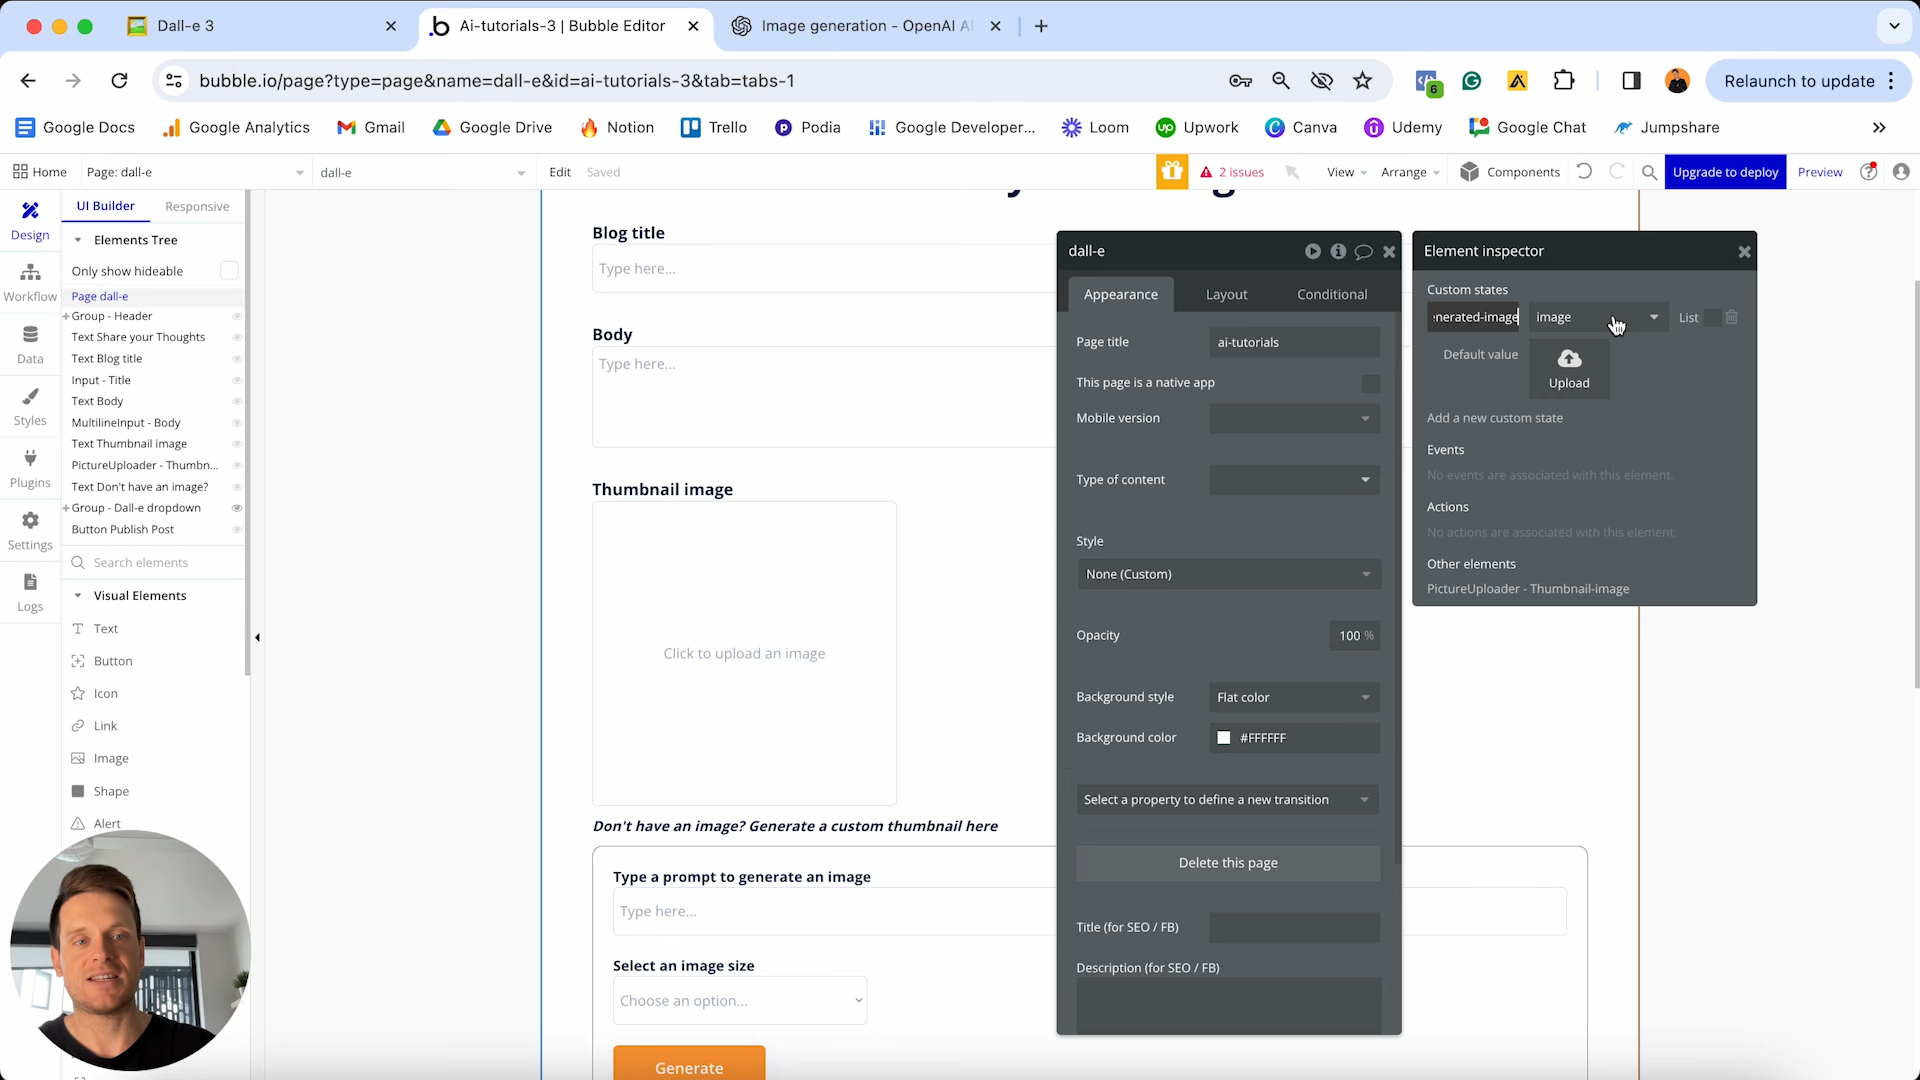 Dall-e 3
Ai-tutorials-3 | Bubble Editor
Image generation - OpenAI A
bubble.io/page?type=page&name=dall-e&id=ai-tutorials-3&tab=tabs-1
6
Relaunch to update
Google Docs
Google Analytics
Gmail
Google Drive
Notion
Trello
Podia
Google Developer...
Loom
Upwork
Canva
Udemy
Google Chat
Jumpshare
Home
Page: dall-e
dall-e
Edit
Saved
2 issues
View
Arrange
Components
Upgrade to deploy
Preview
Design
Workflow
Data
Styles
Plugins
Settings
Logs
UI Builder
Responsive
Elements Tree
Only show hideable
Page dall-e
Group - Header
Text Share your Thoughts
Text Blog title
Input - Title
Text Body
MultilineInput - Body
Text Thumbnail image
PictureUploader - Thumbn...
Text Don't have an image?
Group - Dall-e dropdown
Button Publish Post
Search elements
Visual Elements
Text
Button
Icon
Link
Image
Shape
Alert
Blog title
Type here...
Body
Type here...
Thumbnail image
Click to upload an image
Don't have an image? Generate a custom thumbnail here
Type a prompt to generate an image
Type here...
Select an image size
Choose an option...
Generate
dall-e
Appearance
Layout
Conditional
Page title
ai-tutorials
This page is a native app
Mobile version
Type of content
Style
None (Custom)
Opacity
100 %
Background style
Flat color
Background color
#FFFFFF
Select a property to define a new transition
Delete this page
Title (for SEO / FB)
Description (for SEO / FB)
Element inspector
Custom states
enerated-image
image
List
Default value
Upload
Add a new custom state
Events
No events are associated with this element.
Actions
No actions are associated with this element.
Other elements
PictureUploader - Thumbnail-image